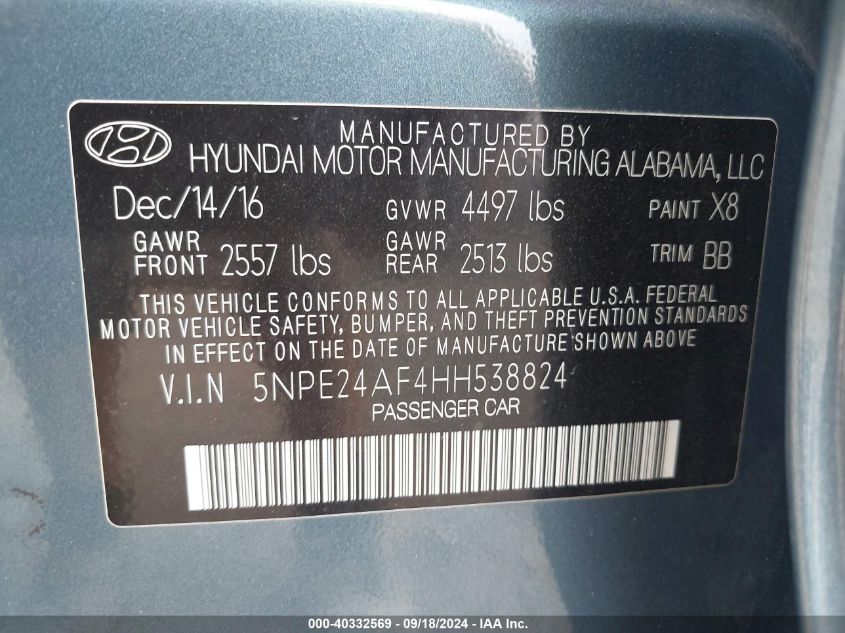 MANUFACTURED BY
HYUNDAI MOTOR MANUFACTURING ALABAMA, LLC
Dec/14/16 GVWR 4497 lbs PAINT X8
GAWR FRONT 2557 lbs GAWR REAR 2513 lbs TRIM BB
THIS VEHICLE CONFORMS TO ALL APPLICABLE U.S.A. FEDERAL
MOTOR VEHICLE SAFETY, BUMPER, AND THEFT PREVENTION STANDARDS
IN EFFECT ON THE DATE OF MANUFACTURE SHOWN ABOVE
V.I.N 5NPE24AF4HH538824
PASSENGER CAR
000-40332569 - 09/18/2024 - IAA Inc.